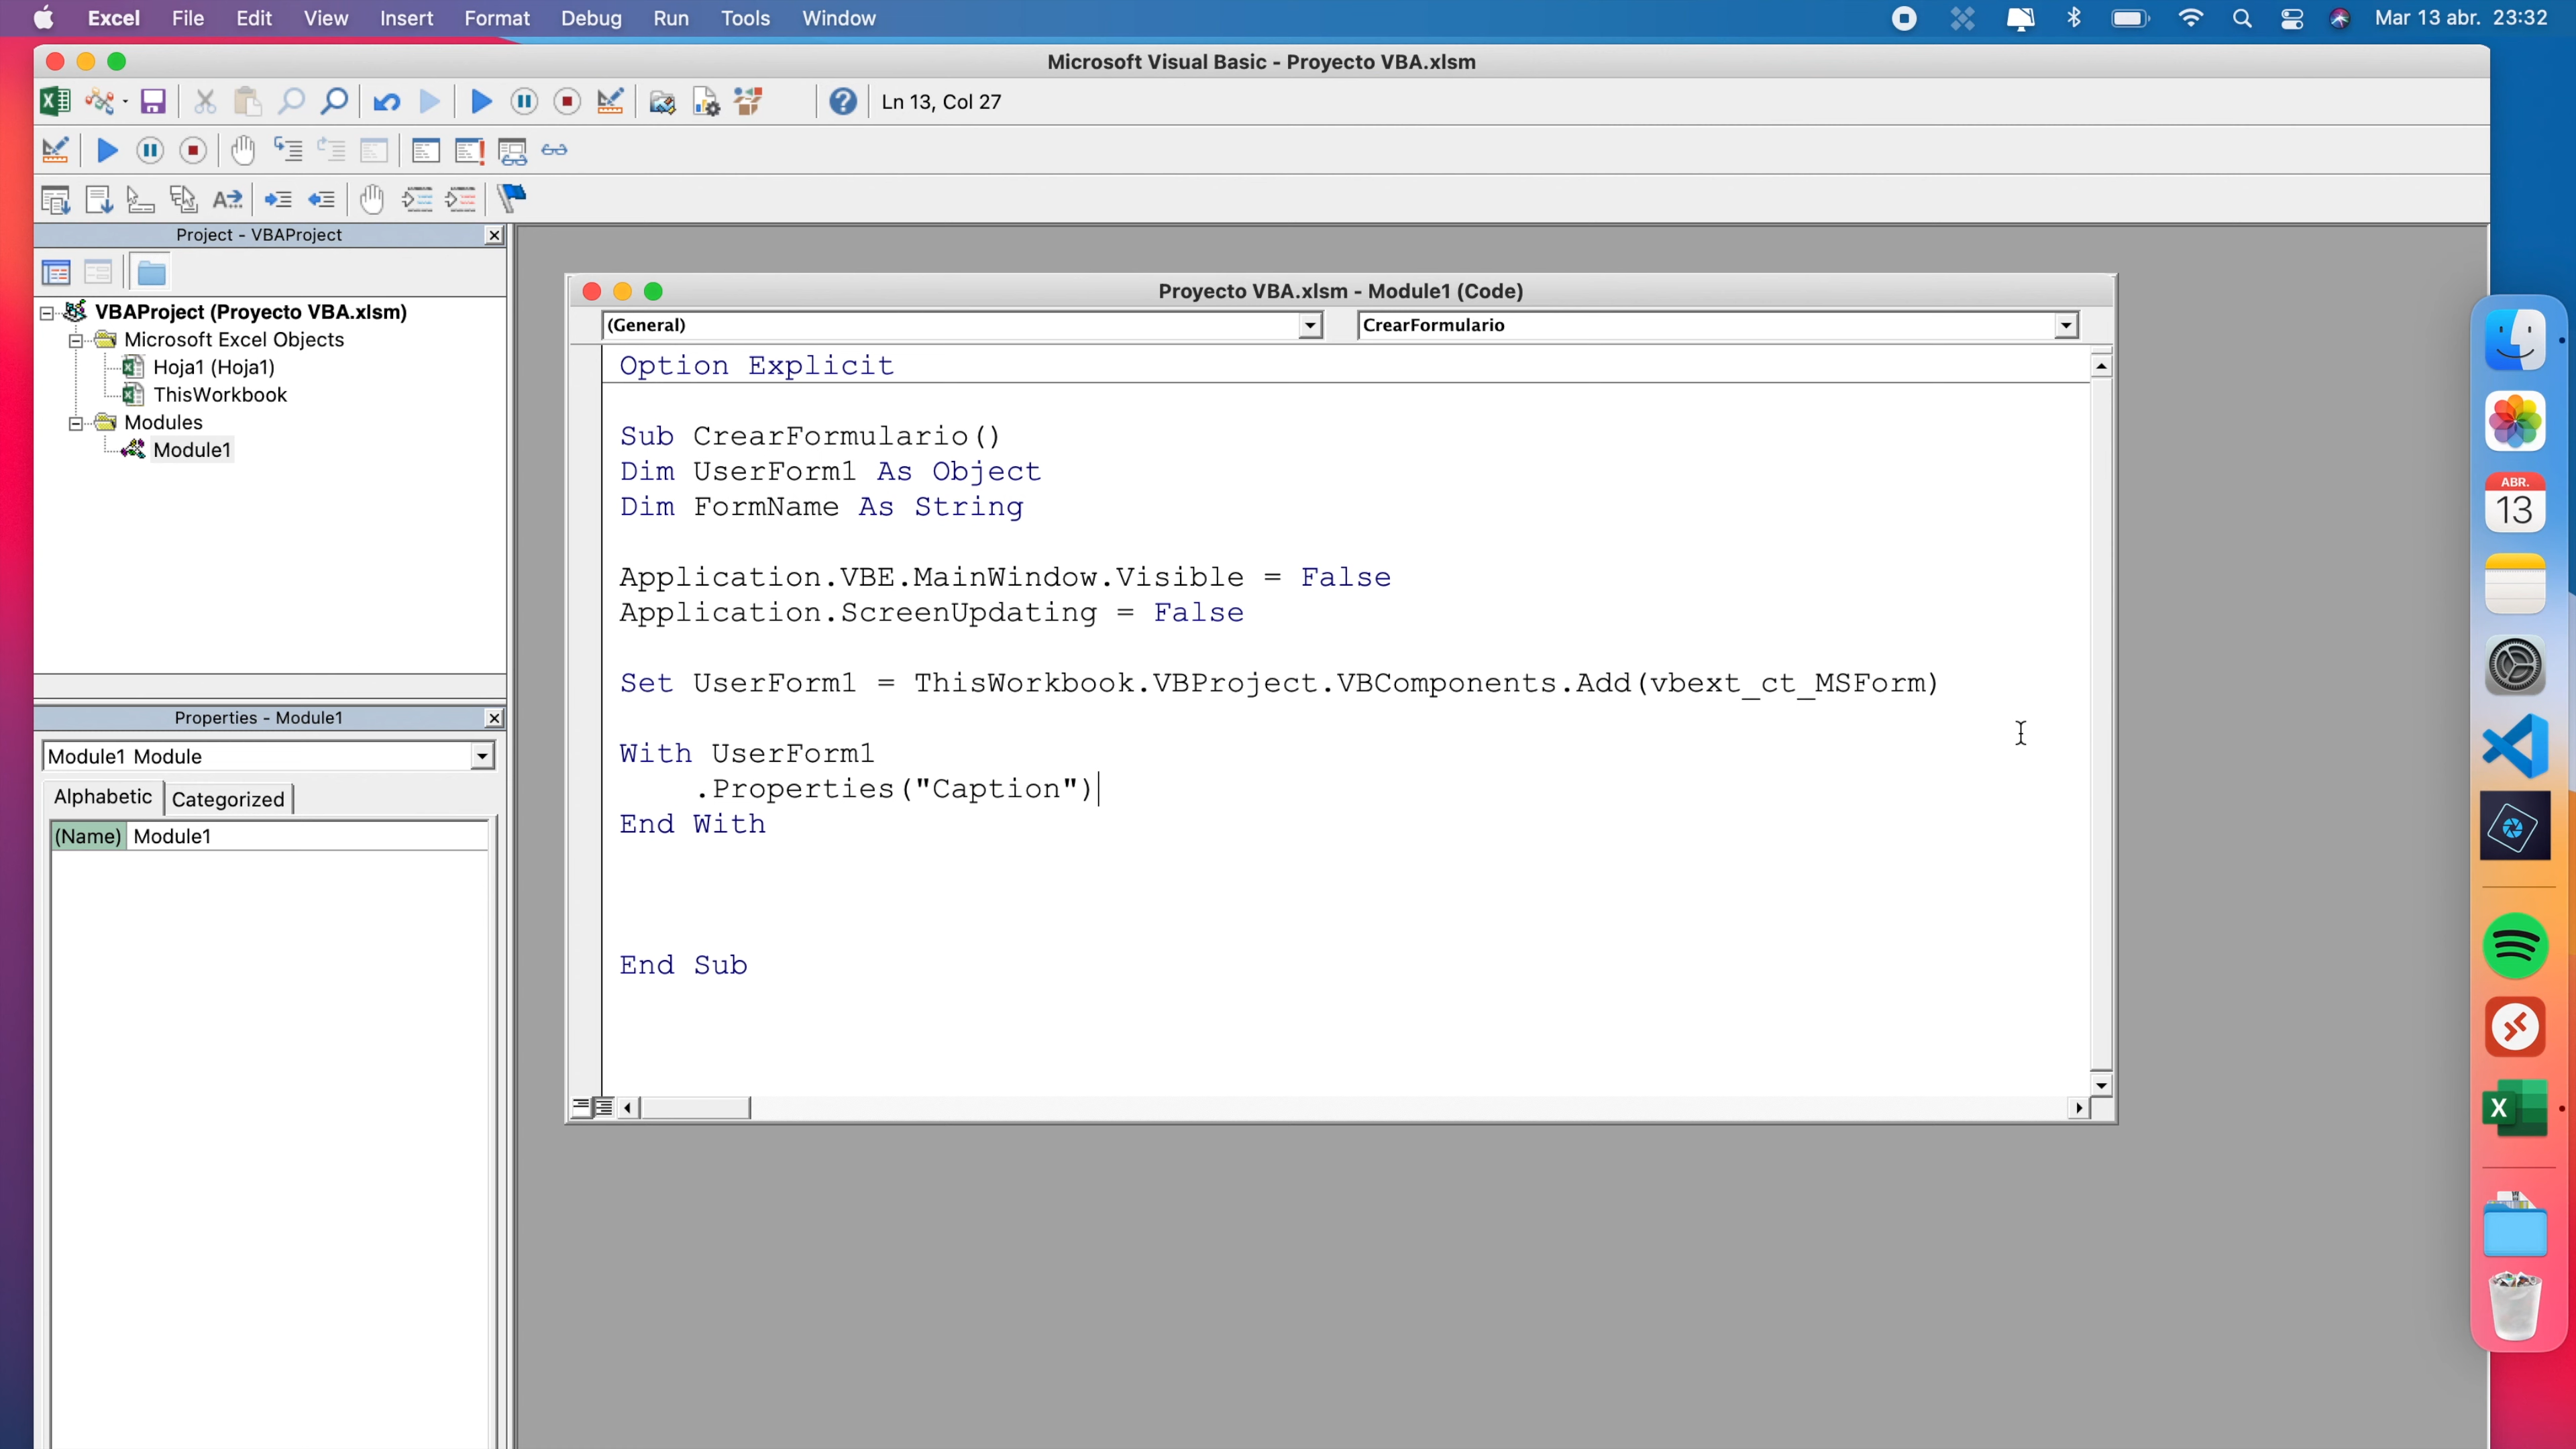 Excel File Edit View Insert Format Debug Run Tools Window Mar 13 abr. 23:32
Microsoft Visual Basic - Proyecto VBA.xlsm
Ln 13, Col 27
Project - VBAProject
VBAProject (Proyecto VBA.xlsm)
Microsoft Excel Objects
Hoja1 (Hoja1)
ThisWorkbook
Modules
Module1
Properties - Module1
Module1 Module
Alphabetic Categorized
(Name) Module1
Proyecto VBA.xlsm - Module1 (Code)
(General) CrearFormulario
Option Explicit
Sub CrearFormulario()
Dim UserForm1 As Object
Dim FormName As String
Application.VBE.MainWindow.Visible = False
Application.ScreenUpdating = False
Set UserForm1 = ThisWorkbook.VBProject.VBComponents.Add(vbext_ct_MSForm)
With UserForm1
.Properties("Caption")
End With
End Sub
ABR.
13
X